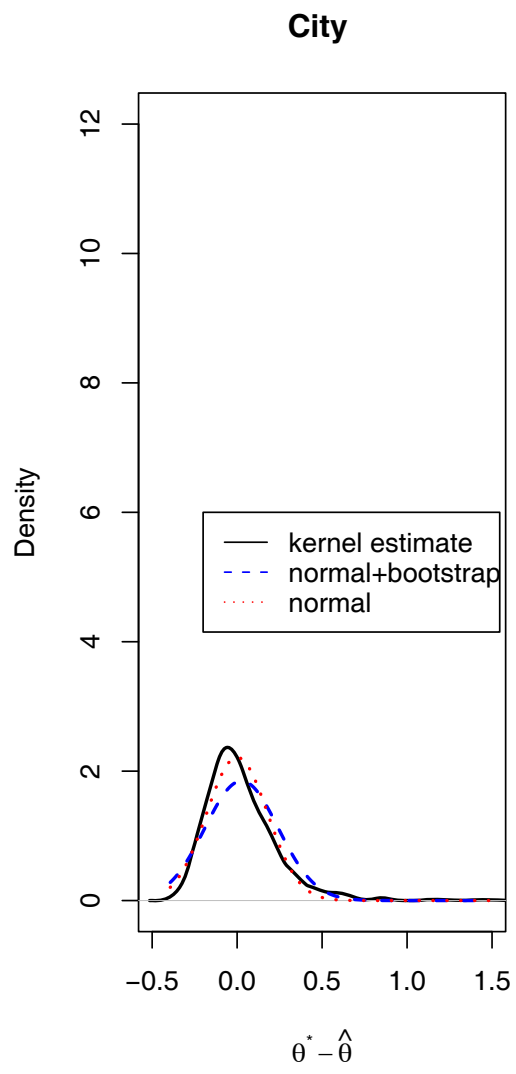 City
12
10
8
6
4
2
0
Density
kernel estimate
normal+bootstrap
normal
−0.5 0.0 0.5 1.0 1.5
θ* − θ̂